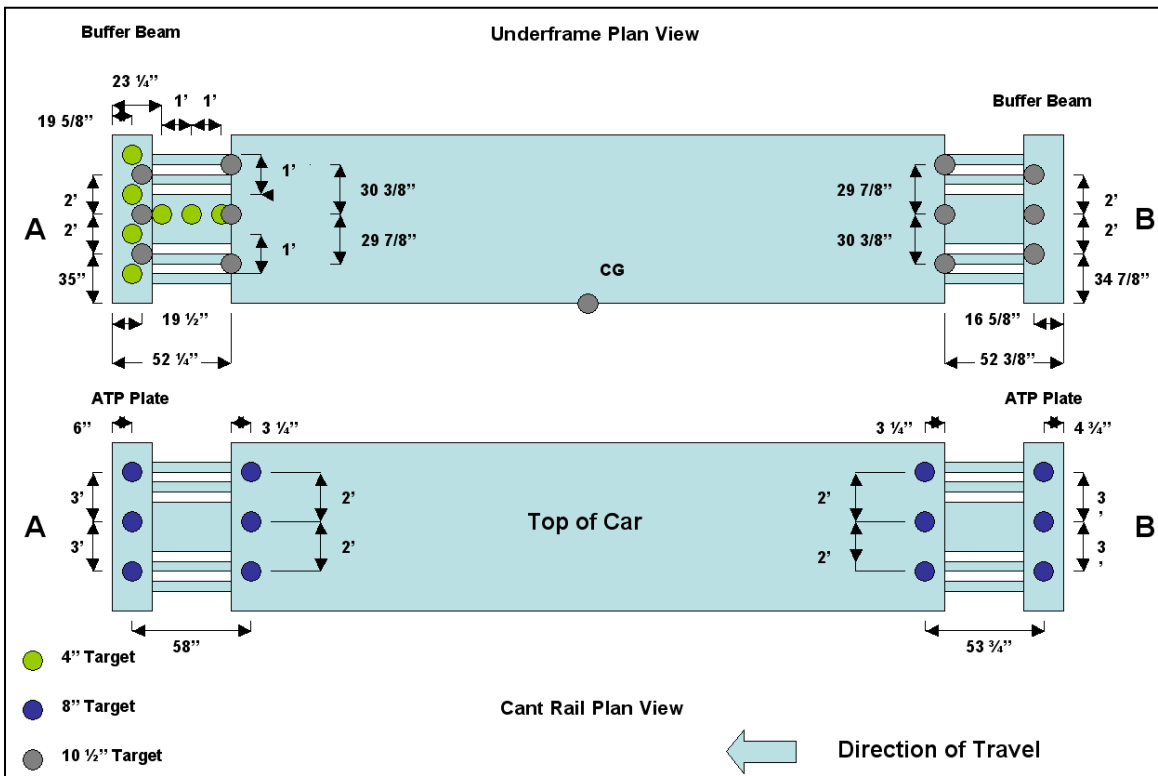 Buffer Beam
Underframe Plan View
23 ¼”
1’ 1’
Buffer Beam
19 5/8”
1’
30 3/8”
29 7/8”
2’
2’
A
B
2’
2’
29 7/8”
30 3/8”
1’
CG
35”
34 7/8”
19 ½”
16 5/8”
52 ¼”
52 3/8”
ATP Plate
ATP Plate
6”
3 ¼”
3 ¼”
4 ¾”
3’
2’
2’
3’
A
Top of Car
B
3’
2’
2’
3’
58”
53 ¾”
4” Target
8” Target
Cant Rail Plan View
10 ½” Target
Direction of Travel